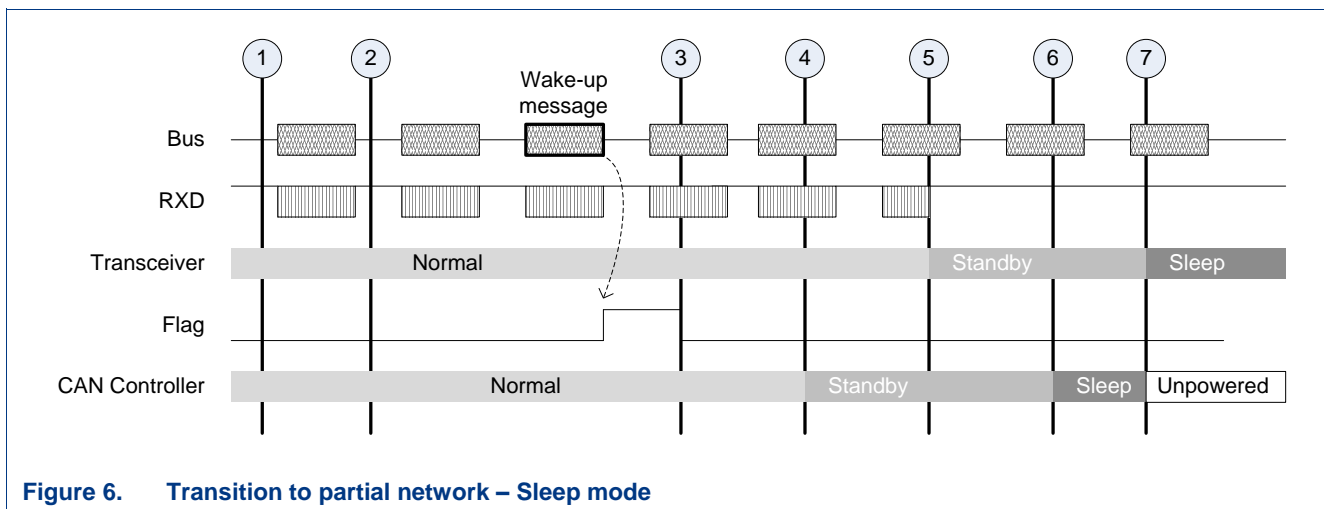 1 2 3 4 5 6 7
Wake-up
message
Bus
RXD
Transceiver Normal Standby Sleep
Flag
CAN Controller Normal Standby Sleep Unpowered
Figure 6. Transition to partial network – Sleep mode